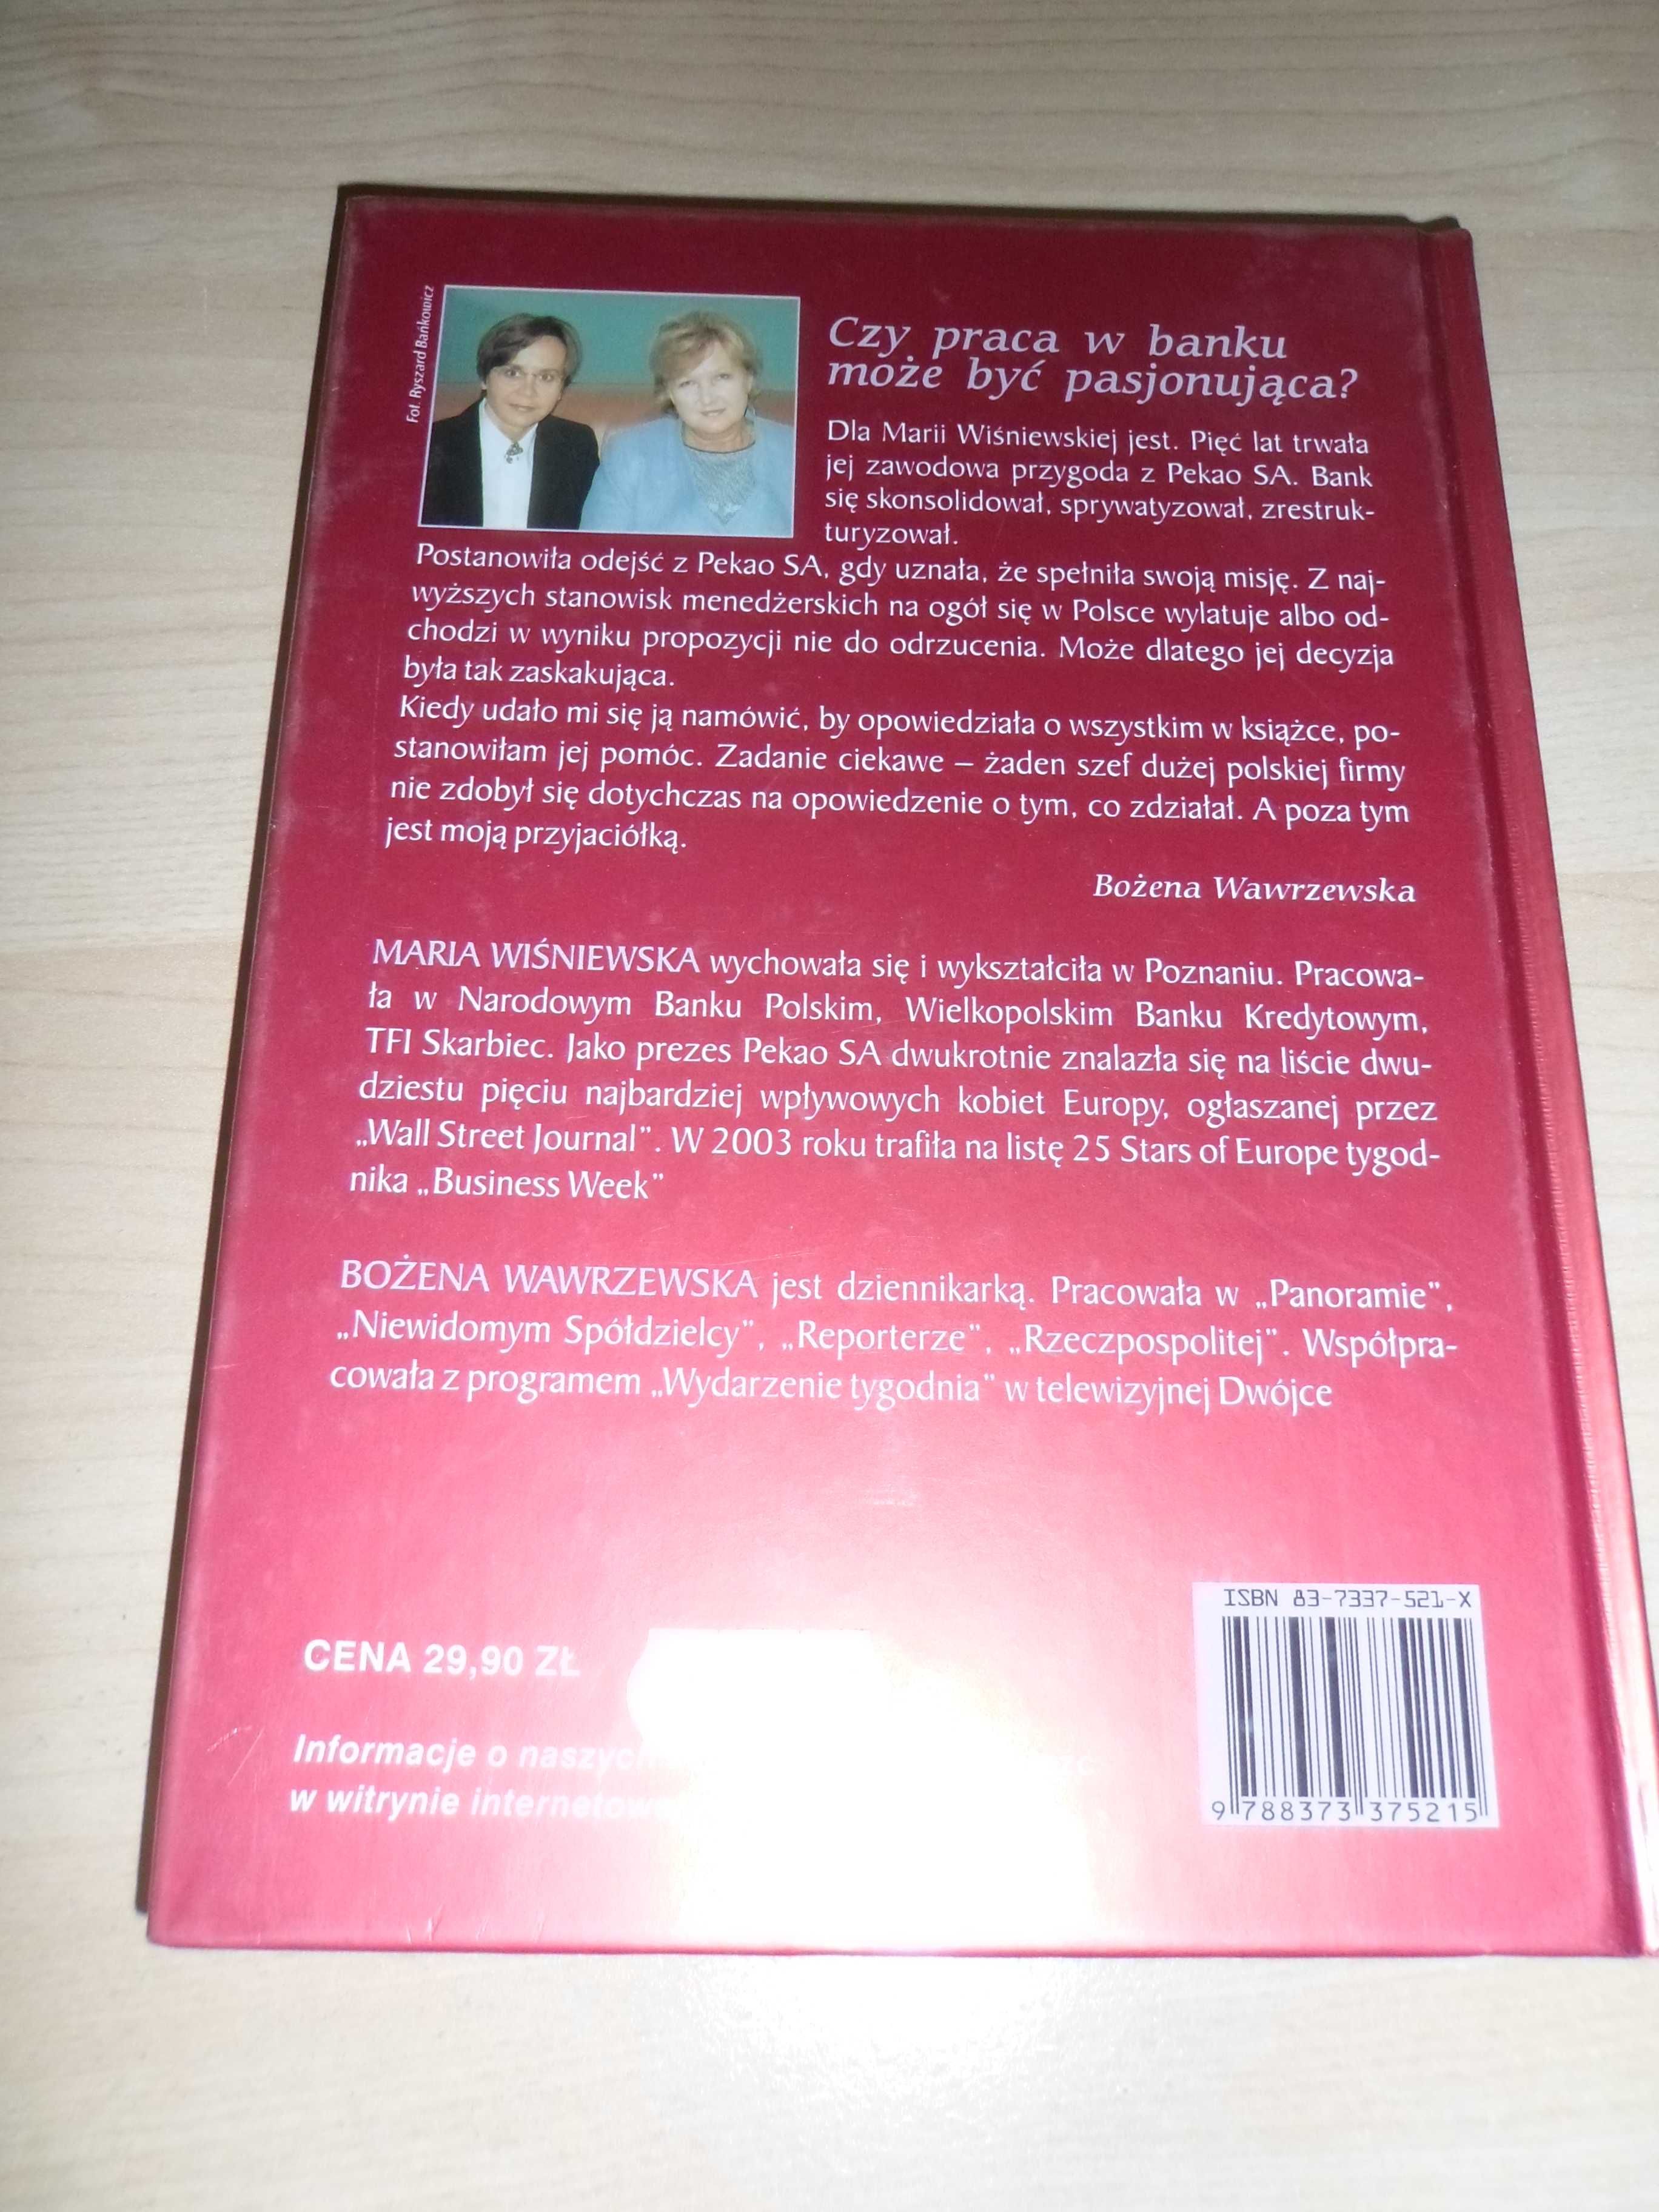 Fot. Ryszard Bańkowicz
Czy praca w banku
może być pasjonująca?
Dla Marii Wiśniewskiej jest. Pięć lat trwała
jej zawodowa przygoda z Pekao SA. Bank
się skonsolidował, sprywatyzował, zrestruk-
turyzował.
Postanowiła odejść z Pekao SA, gdy uznała, że spełniła swoją misję. Z naj-
wyższych stanowisk menedżerskich na ogół się w Polsce wylatuje albo od-
chodzi w wyniku propozycji nie do odrzucenia. Może dlatego jej decyzja
była tak zaskakująca.
Kiedy udało mi się ją namówić, by opowiedziała o wszystkim w książce, po-
stanowiłam jej pomóc. Zadanie ciekawe – żaden szef dużej polskiej firmy
nie zdobył się dotychczas na opowiedzenie o tym, co zdziałał. A poza tym
jest moją przyjaciółką.
Bożena Wawrzewska
MARIA WIŚNIEWSKA wychowała się i wykształciła w Poznaniu. Pracowa-
ła w Narodowym Banku Polskim, Wielkopolskim Banku Kredytowym,
TFI Skarbiec. Jako prezes Pekao SA dwukrotnie znalazła się na liście dwu-
dziestu pięciu najbardziej wpływowych kobiet Europy, ogłaszanej przez
„Wall Street Journal". W 2003 roku trafiła na listę 25 Stars of Europe tygod-
nika „Business Week"
BOŻENA WAWRZEWSKA jest dziennikarką. Pracowała w „Panoramie",
„Niewidomym Spółdzielcy", „Reporterze", „Rzeczpospolitej". Współpra-
cowała z programem „Wydarzenie tygodnia" w telewizyjnej Dwójce
ISBN 83-7337-521-X
9 788373 375215
CENA 29,90 ZŁ
Informacje o naszych
w witrynie